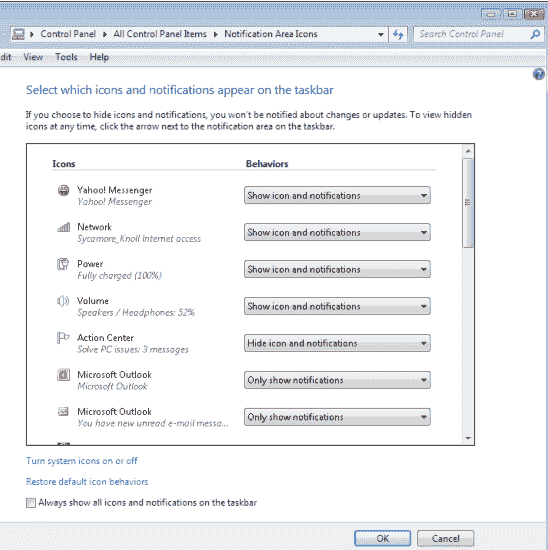 Control Panel ▸ All Control Panel Items ▸ Notification Area Icons
Search Control Panel
dit View Tools Help
Select which icons and notifications appear on the taskbar
If you choose to hide icons and notifications, you won't be notified about changes or updates. To view hidden
icons at any time, click the arrow next to the notification area on the taskbar.
Icons Behaviors
Yahoo! Messenger
Yahoo! Messenger
Show icon and notifications
Network
Sycamore_Knoll Internet access
Show icon and notifications
Power
Fully charged (100%)
Show icon and notifications
Volume
Speakers / Headphones: 52%
Show icon and notifications
Action Center
Solve PC issues: 3 messages
Hide icon and notifications
Microsoft Outlook
Microsoft Outlook
Only show notifications
Microsoft Outlook
You have new unread e-mail messa...
Only show notifications
Turn system icons on or off
Restore default icon behaviors
Always show all icons and notifications on the taskbar
OK Cancel